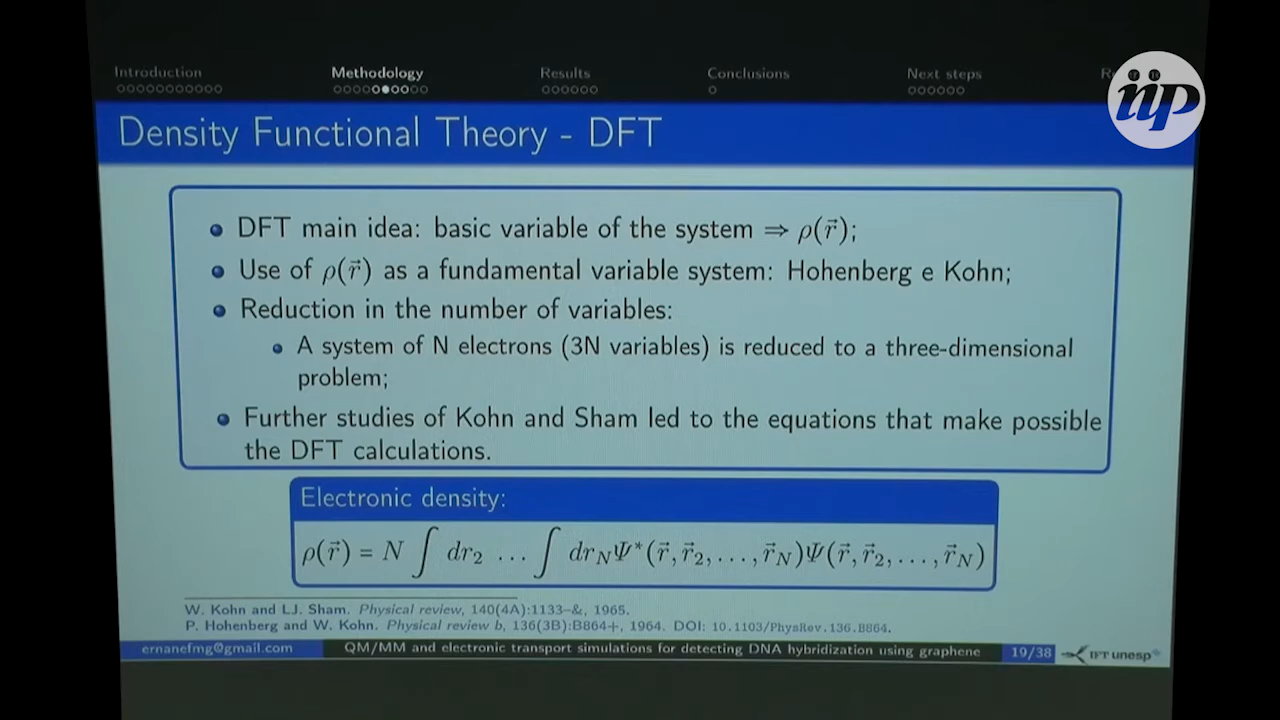 Introduction Methodology Results Conclusions Next steps
iip
Density Functional Theory - DFT
DFT main idea: basic variable of the system ⇒ ρ(r⃗);
Use of ρ(r⃗) as a fundamental variable system: Hohenberg e Kohn;
Reduction in the number of variables:
A system of N electrons (3N variables) is reduced to a three-dimensional
problem;
Further studies of Kohn and Sham led to the equations that make possible
the DFT calculations.
Electronic density:
ρ(r⃗) = N ∫ dr₂ ... ∫ dr_N Ψ*(r⃗, r⃗₂, ..., r⃗_N)Ψ(r⃗, r⃗₂, ..., r⃗_N)
W. Kohn and LJ. Sham. Physical review, 140(4A):1133–&, 1965.
P. Hohenberg and W. Kohn. Physical review b, 136(3B):B864+, 1964. DOI: 10.1103/PhysRev.136.B864.
ernanefmg@gmail.com QM/MM and electronic transport simulations for detecting DNA hybridization using graphene 19/38 IFT unesp